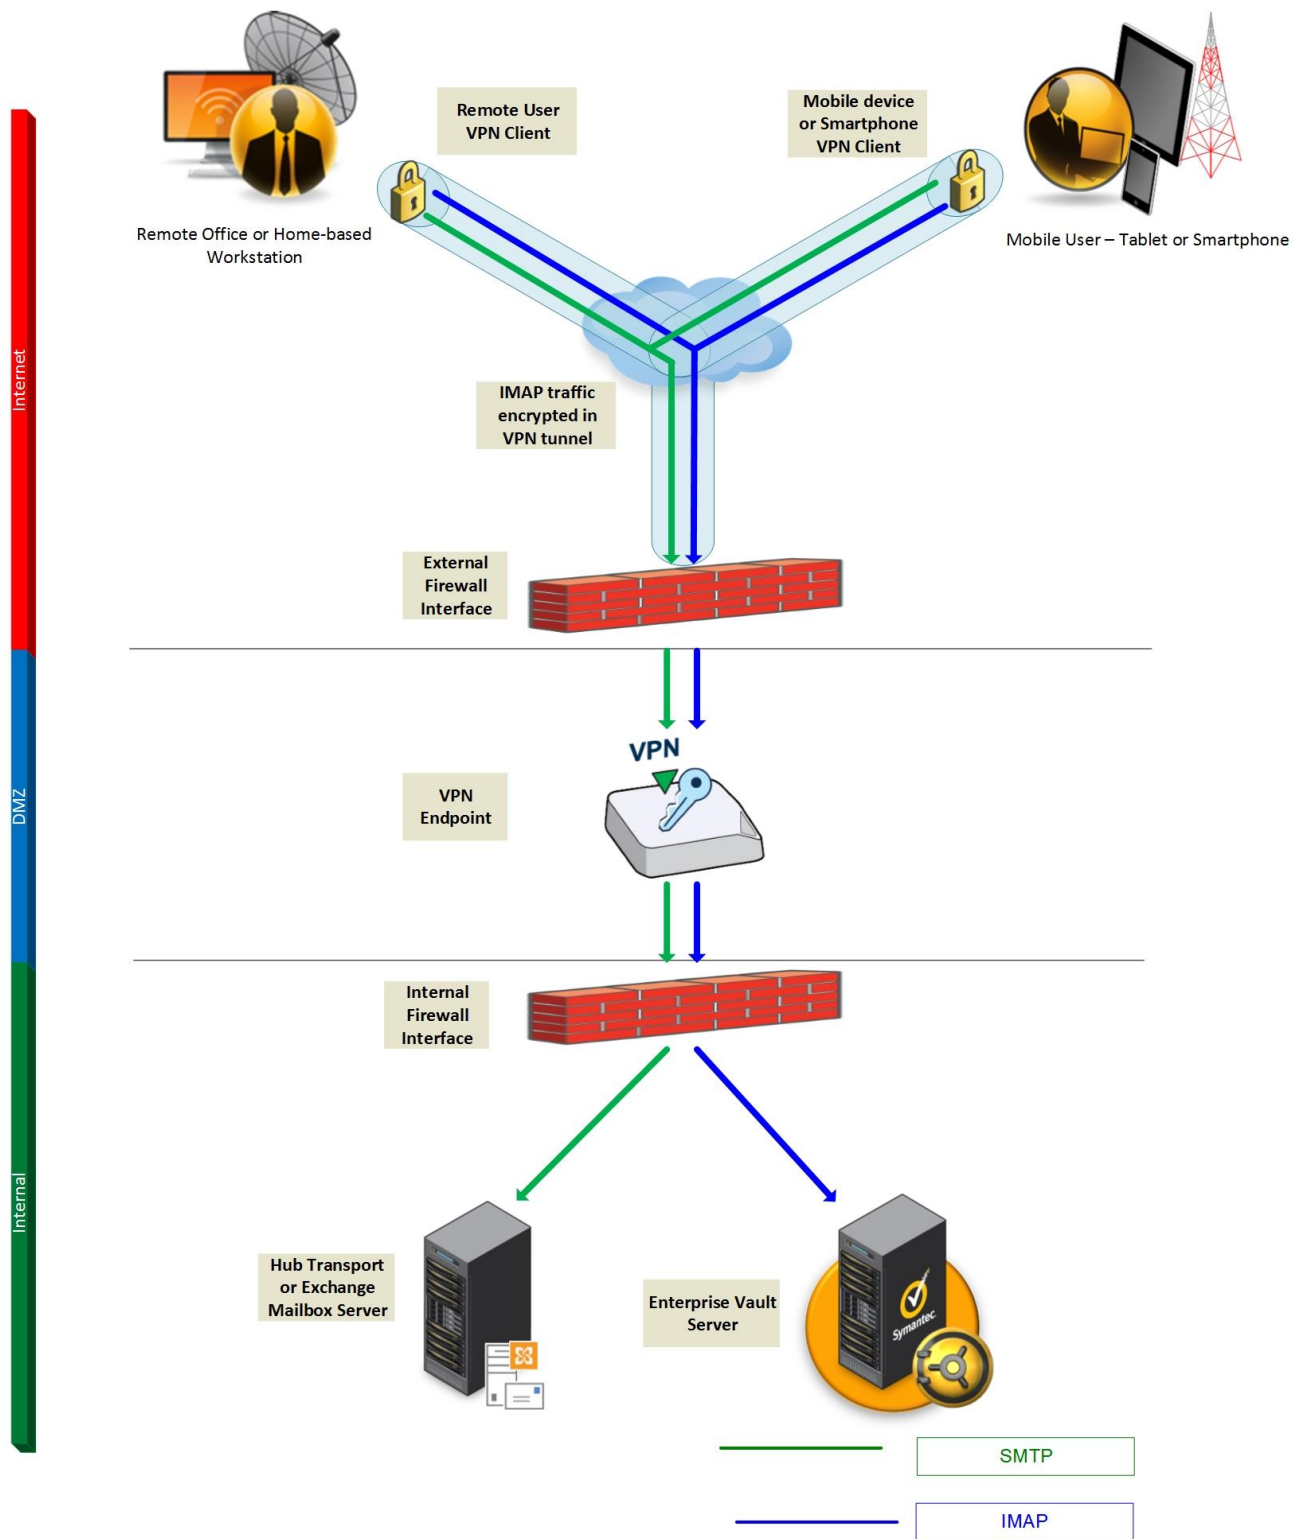 Remote User
VPN Client
Mobile device
or Smartphone
VPN Client
Remote Office or Home-based
Workstation
Mobile User – Tablet or Smartphone
Internet
IMAP traffic
encrypted in
VPN tunnel
External
Firewall
Interface
DMZ
VPN
VPN
Endpoint
Internal
Firewall
Interface
Internal
Hub Transport
or Exchange
Mailbox Server
Enterprise Vault
Server
Symantec
SMTP
IMAP